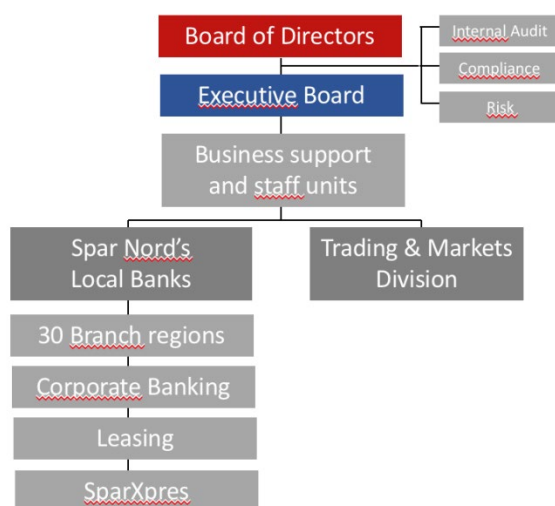 Board of Directors
Internal Audit
Compliance
Executive Board
Risk
Business support
and staff units
Spar Nord's
Local Banks
Trading & Markets
Division
30 Branch regions
Corporate Banking
Leasing
SparXpres